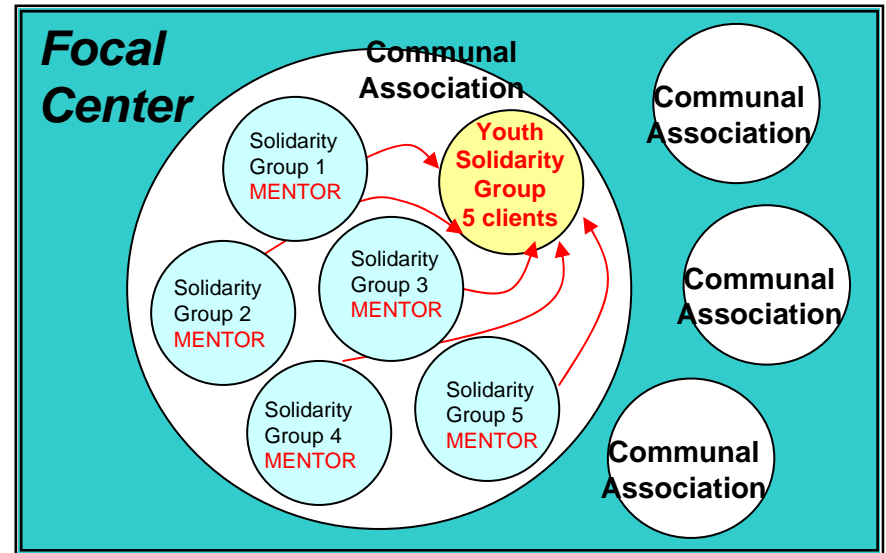 Focal
Center
Communal
Association
Solidarity
Group 1
MENTOR
Youth
Solidarity
Group
5 clients
Solidarity
Group 2
MENTOR
Solidarity
Group 3
MENTOR
Solidarity
Group 4
MENTOR
Solidarity
Group 5
MENTOR
Communal
Association
Communal
Association
Communal
Association